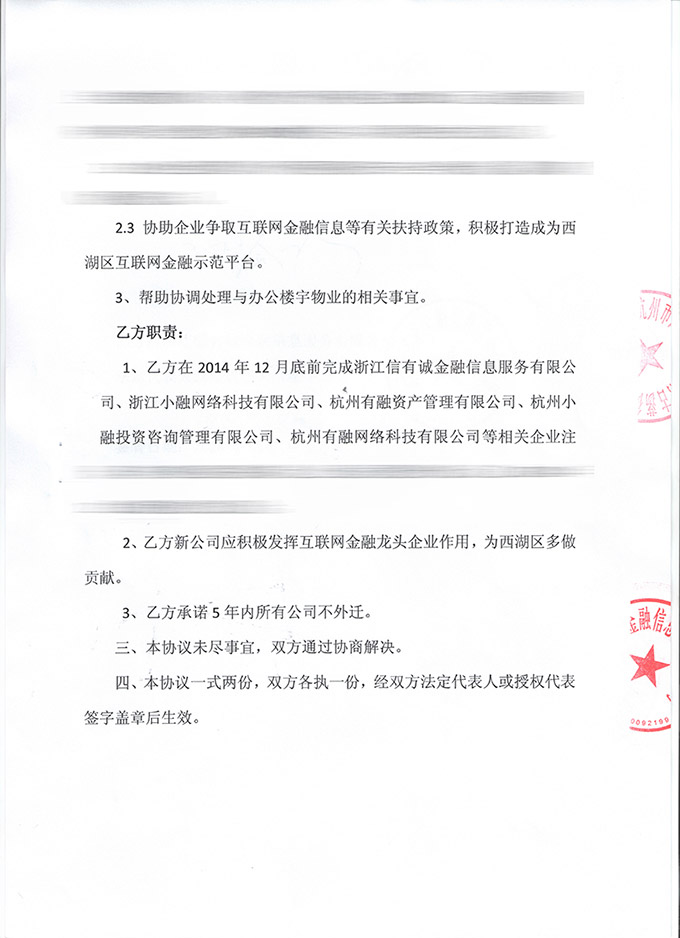 2.3 协助企业争取互联网金融信息等有关扶持政策，积极打造成为西
湖区互联网金融示范平台。
3、帮助协调处理与办公楼宇物业的相关事宜。
乙方职责：
1、乙方在 2014 年 12 月底前完成浙江信有诚金融信息服务有限公
司、浙江小融网络科技有限公司、杭州有融资产管理有限公司、杭州小
融投资咨询管理有限公司、杭州有融网络科技有限公司等相关企业注
2、乙方新公司应积极发挥互联网金融龙头企业作用，为西湖区多做
贡献。
3、乙方承诺 5 年内所有公司不外迁。
三、本协议未尽事宜，双方通过协商解决。
四、本协议一式两份，双方各执一份，经双方法定代表人或授权代表
签字盖章后生效。
杭州市
金融信息
0092199